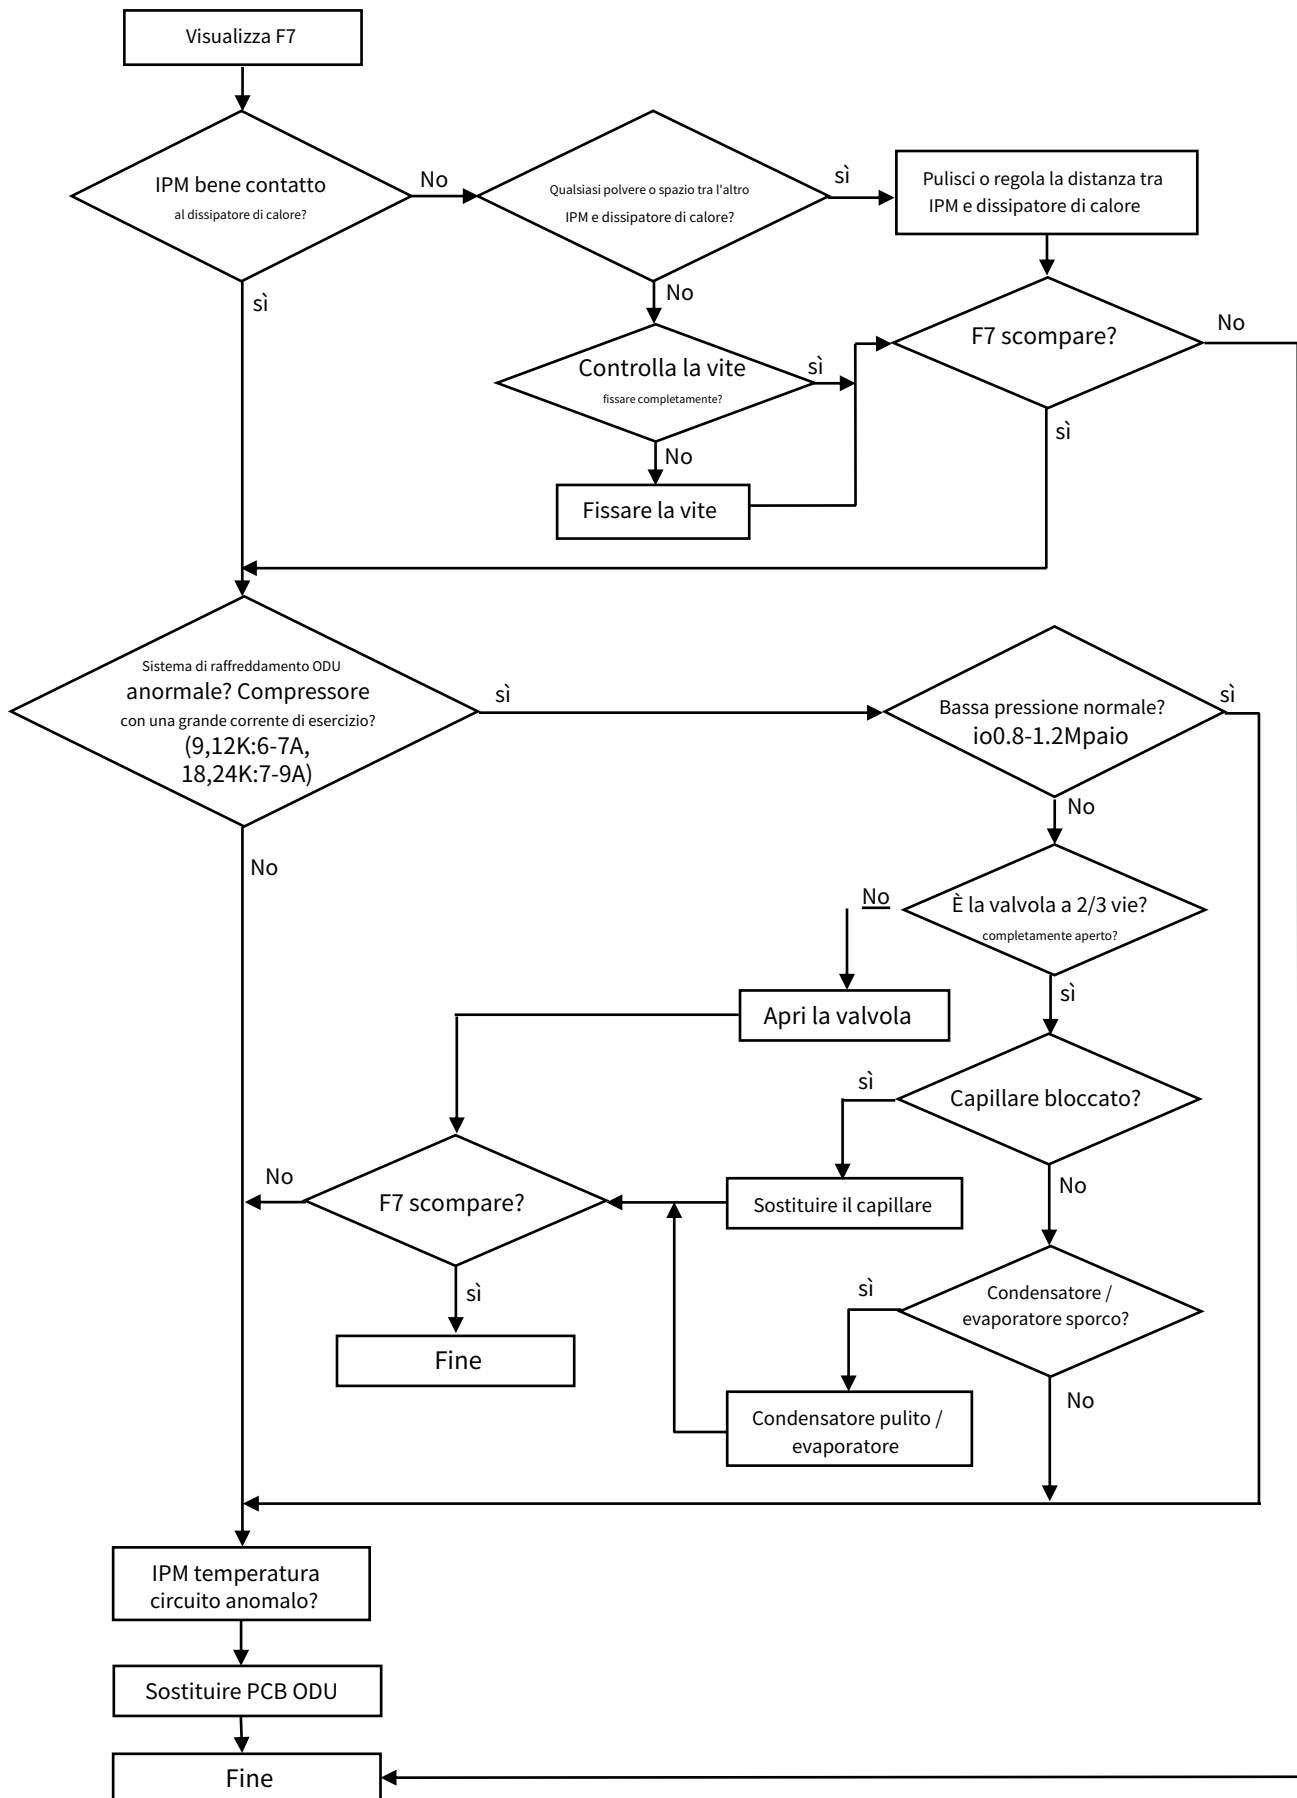 Visualizza F7
IPM bene contatto
al dissipatore di calore?
No
Qualsiasi polvere o spazio tra l'altro
IPM e dissipatore di calore?
sì
Pulisci o regola la distanza tra
IPM e dissipatore di calore
sì
No
F7 scompare?
No
Controlla la vite
fissare completamente?
sì
sì
No
Fissare la vite
Sistema di raffreddamento ODU
anormale? Compressore
con una grande corrente di esercizio?
(9,12K:6-7A,
18,24K:7-9A)
sì
Bassa pressione normale?
io0.8-1.2Mpaio
sì
No
No
No
È la valvola a 2/3 vie?
completamente aperto?
sì
Apri la valvola
sì
Capillare bloccato?
No
F7 scompare?
Sostituire il capillare
No
sì
Fine
sì
Condensatore /
evaporatore sporco?
No
Condensatore pulito /
evaporatore
IPM temperatura
circuito anomalo?
Sostituire PCB ODU
Fine